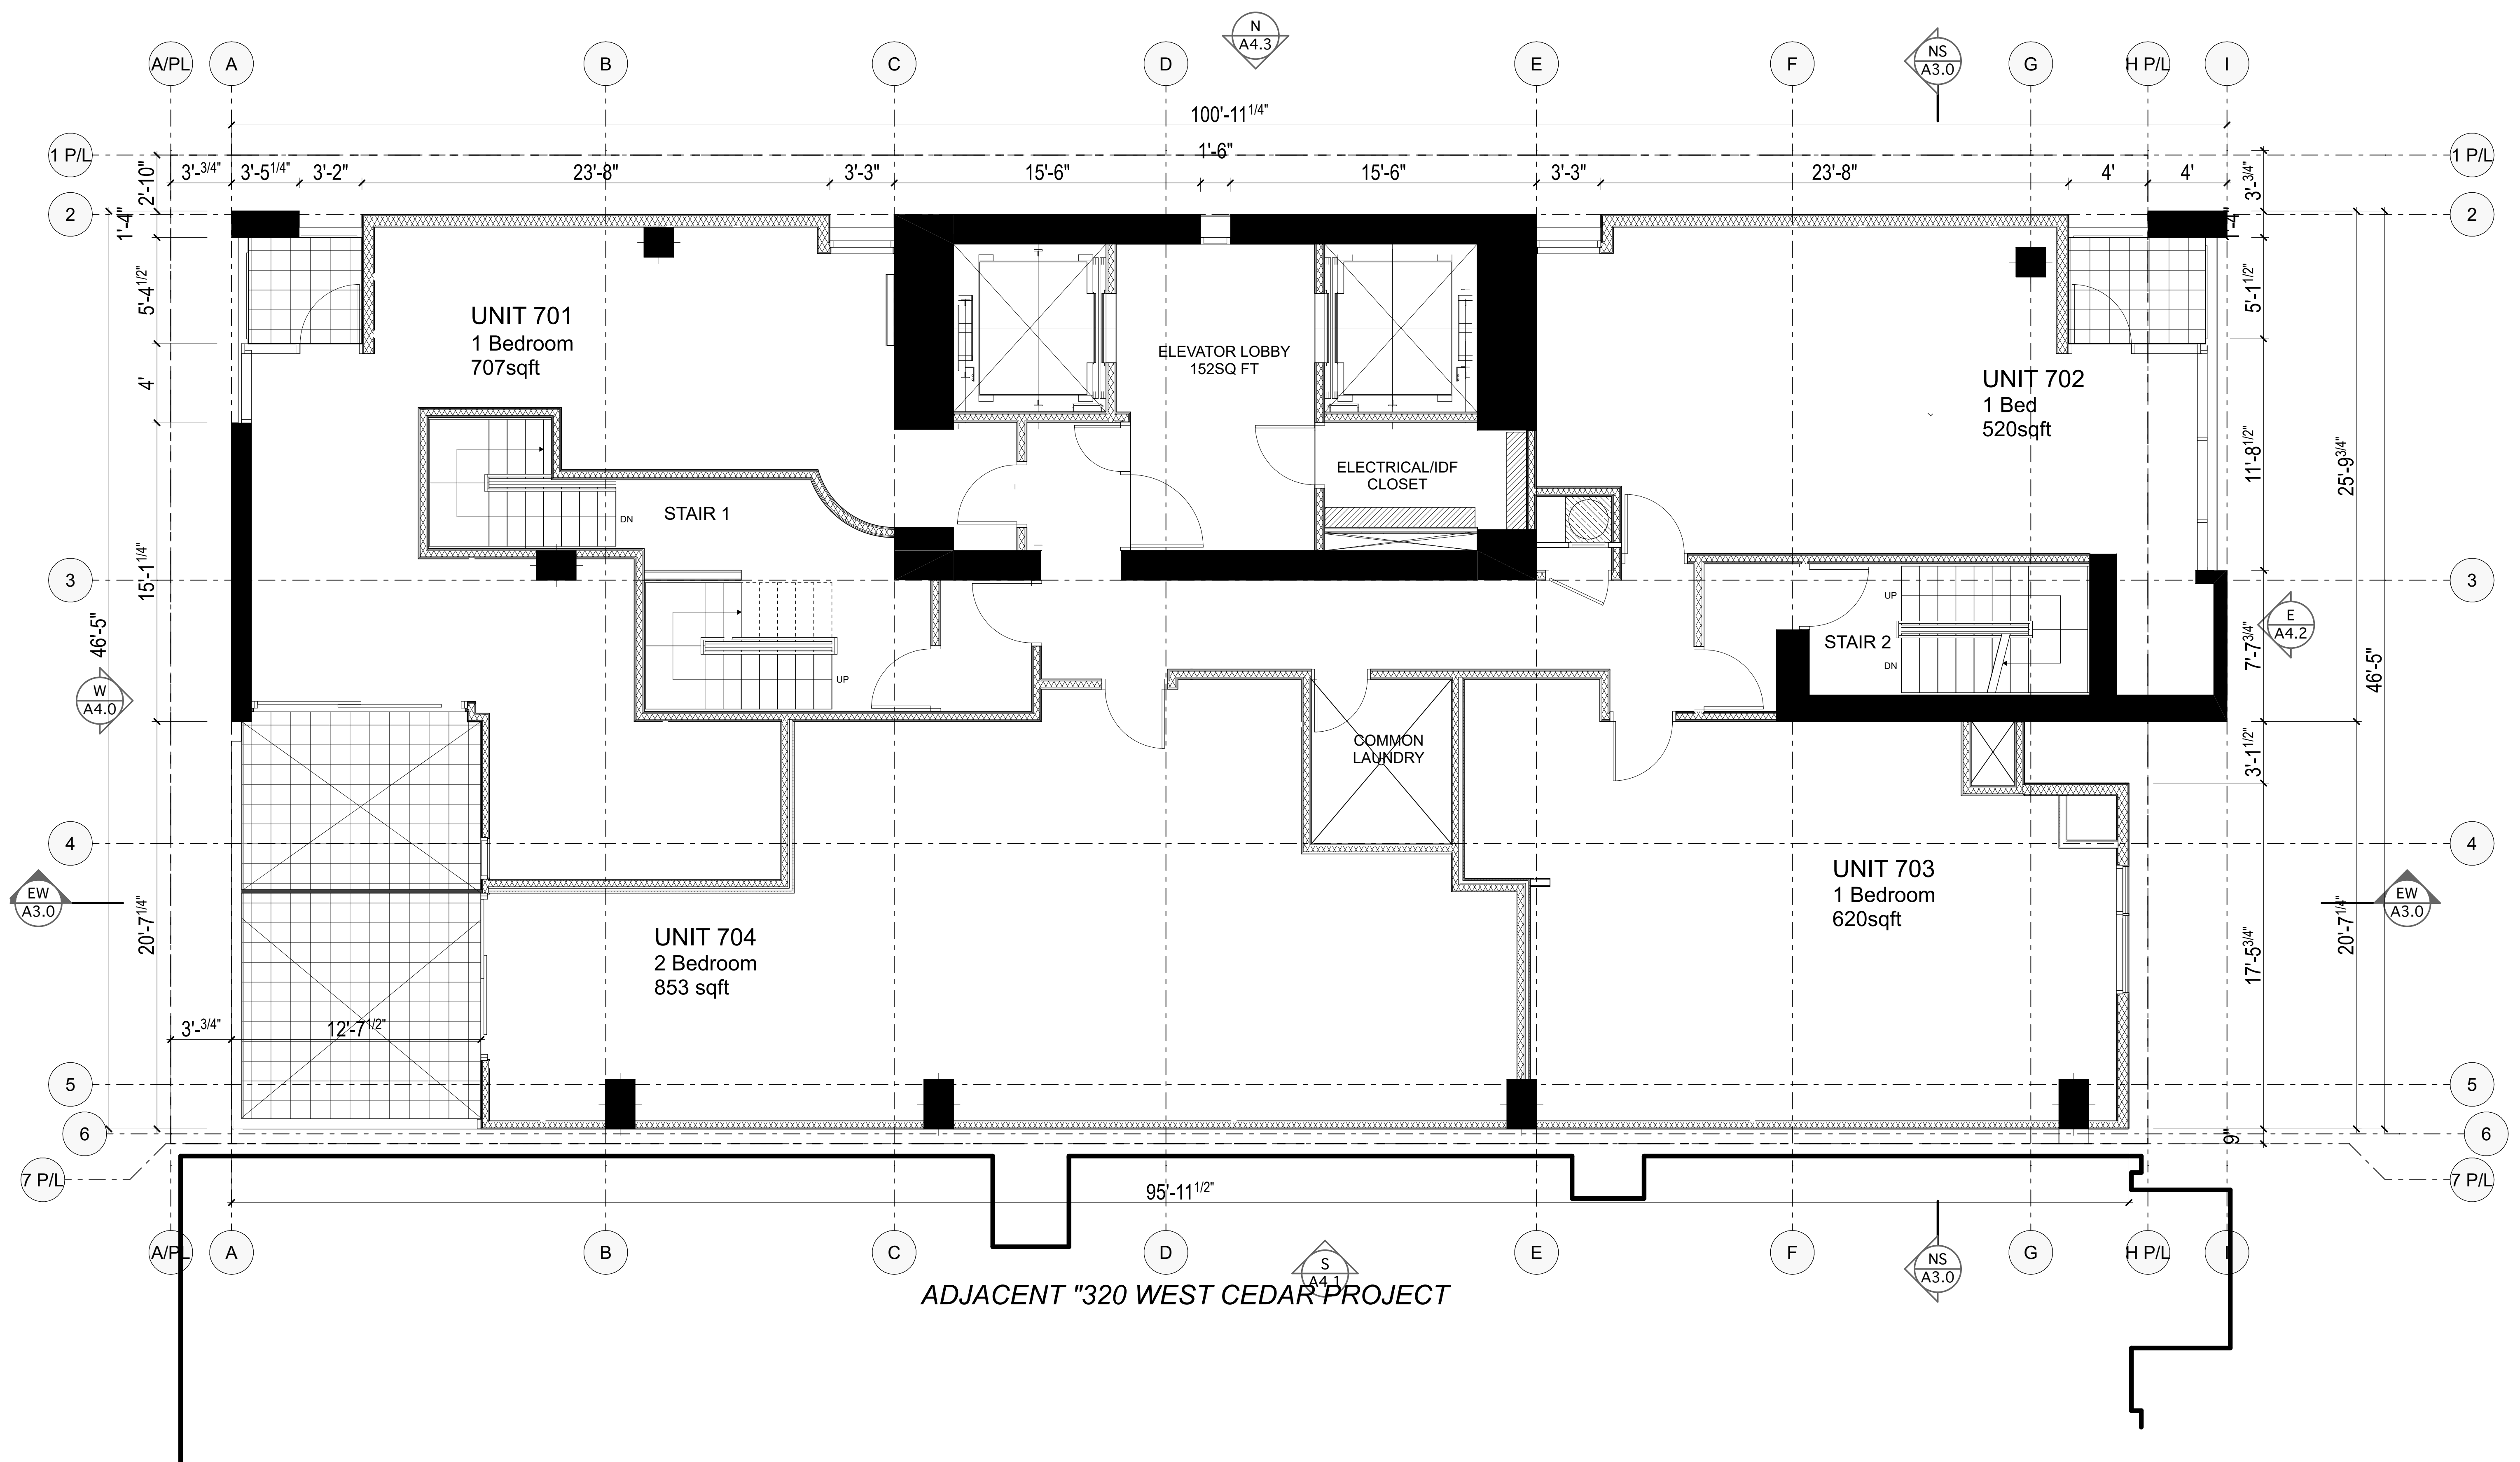 N
A4.3
NS
A3.0
A/PL
A
B
C
D
E
F
G
H P/L
I
100'-11 1/4"
1 P/L
1'-6"
1 P/L
3'-3/4"
3'-5 1/4"
3'-2"
23'-8"
3'-3"
15'-6"
15'-6"
3'-3"
23'-8"
4'
4'
2'-10"
3'-3/4"
2
1'-4"
1'-4"
2
5'-4 1/2"
5'-1 1/2"
UNIT 701
1 Bedroom
707sqft
ELEVATOR LOBBY
152SQ FT
UNIT 702
1 Bed
520sqft
4'
11'-8 1/2"
25'-9 3/4"
ELECTRICAL/IDF
CLOSET
STAIR 1
DN
3
15'-1 1/4"
46'-5"
UP
3
E
A4.2
STAIR 2
UP
DN
7'-7 3/4"
46'-5"
W
A4.0
COMMON
LAUNDRY
3'-1 1/2"
4
4
UNIT 703
1 Bedroom
620sqft
EW
A3.0
EW
A3.0
20'-7 1/4"
20'-7 1/4"
17'-5 3/4"
UNIT 704
2 Bedroom
853 sqft
3'-3/4"
12'-7 1/2"
5
5
6
6
9"
7 P/L
7 P/L
95'-11 1/2"
A/PL
A
B
C
D
E
F
G
H P/L
I
S
A4.1
NS
A3.0
ADJACENT "320 WEST CEDAR PROJECT